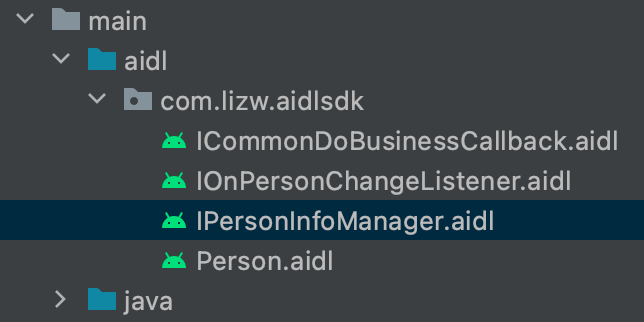 main
aidl
com.lizw.aidlsdk
ICommonDoBusinessCallback.aidl
IOnPersonChangeListener.aidl
IPersonInfoManager.aidl
Person.aidl
java